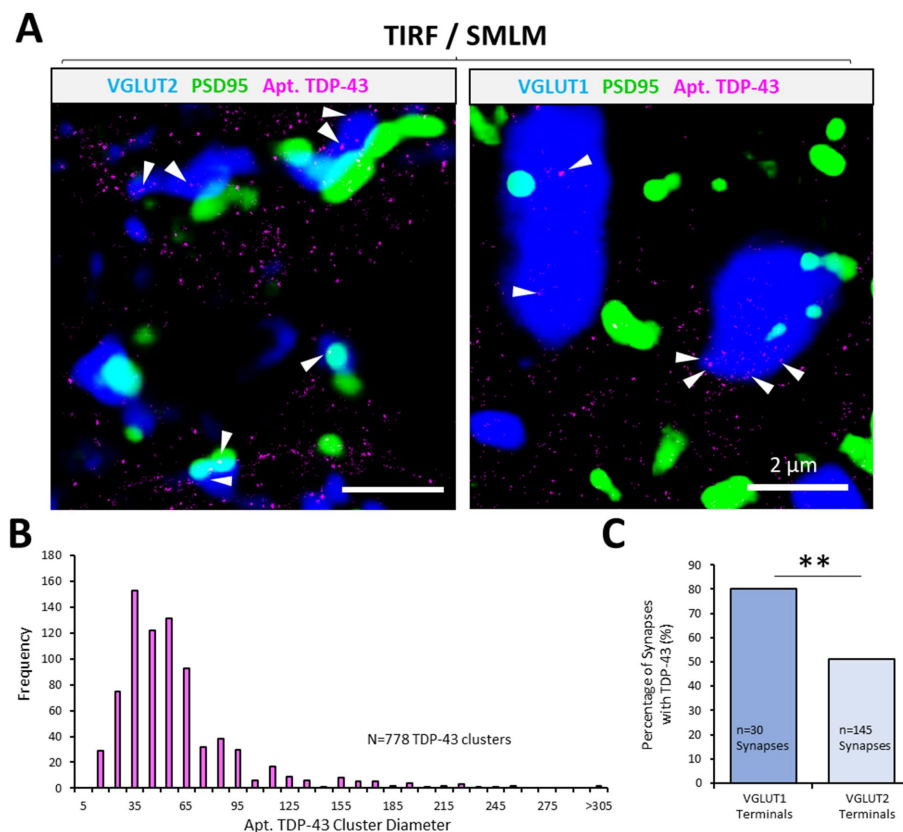 A
TIRF / SMLM
VGLUT2 PSD95 Apt. TDP-43
VGLUT1 PSD95 Apt. TDP-43
2 µm
B
180
160
140
120
100
80
60
40
20
0
Frequency
N=778 TDP-43 clusters
5 35 65 95 125 155 185 215 245 275 >305
Apt. TDP-43 Cluster Diameter
C
**
90
80
70
60
50
40
30
20
10
0
Percentage of Synapses
with TDP-43 (%)
n=30
Synapses
n=145
Synapses
VGLUT1
Terminals
VGLUT2
Terminals